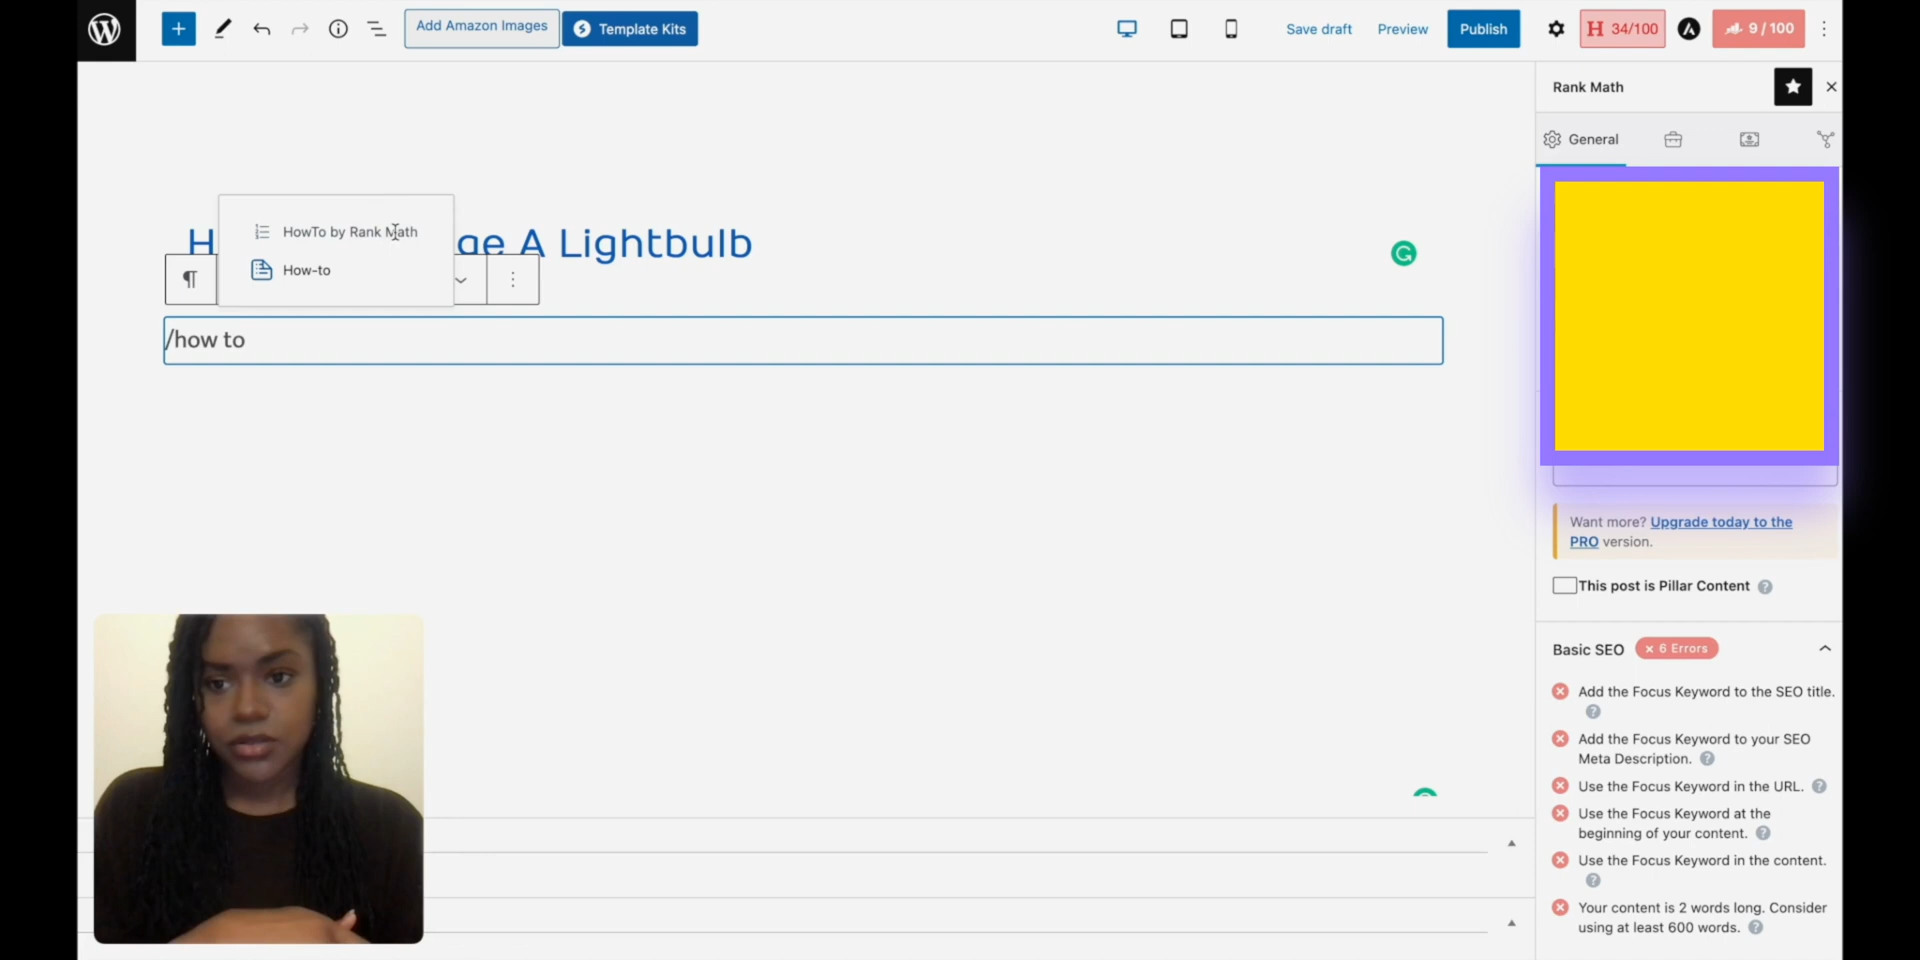 Add Amazon Images
Template Kits
Save draft
Preview
Publish
34/100
9 / 100
Rank Math
General
HowTo by Rank Math
How-to
H
ge A Lightbulb
/how to
Want more? Upgrade today to the
PRO version.
This post is Pillar Content
Basic SEO
6 Errors
Add the Focus Keyword to the SEO title.
Add the Focus Keyword to your SEO
Meta Description.
Use the Focus Keyword in the URL.
Use the Focus Keyword at the
beginning of your content.
Use the Focus Keyword in the content.
Your content is 2 words long. Consider
using at least 600 words.